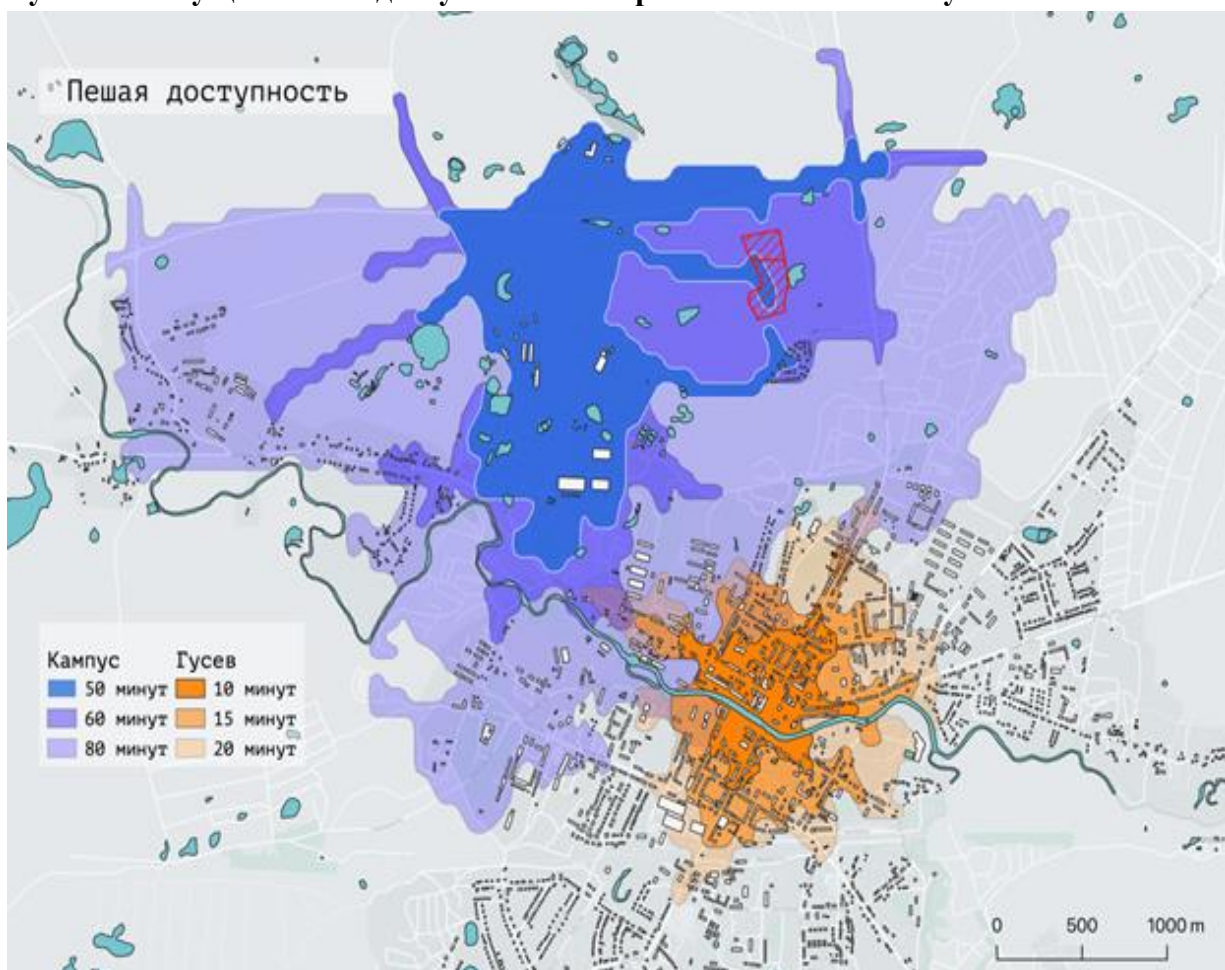 Пешая доступность
Кампус Гусев
50 минут 10 минут
60 минут 15 минут
80 минут 20 минут
0 500 1000 m